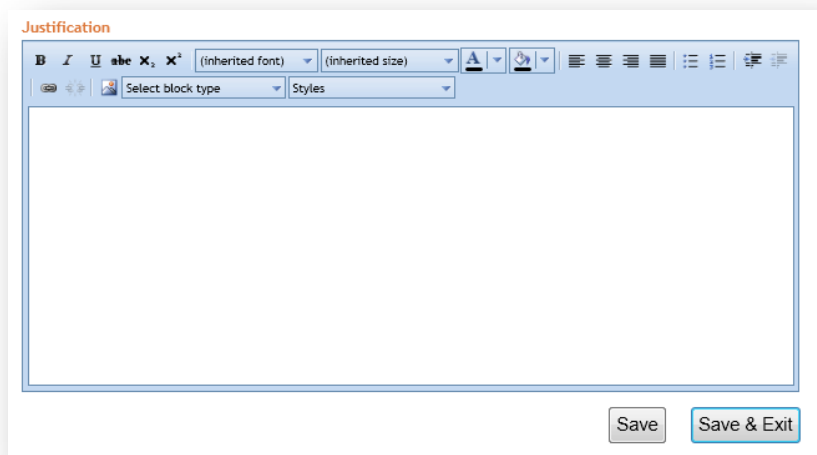 Justification
B I U abc X₂ X² (inherited font) (inherited size) A
Select block type Styles
Save Save & Exit